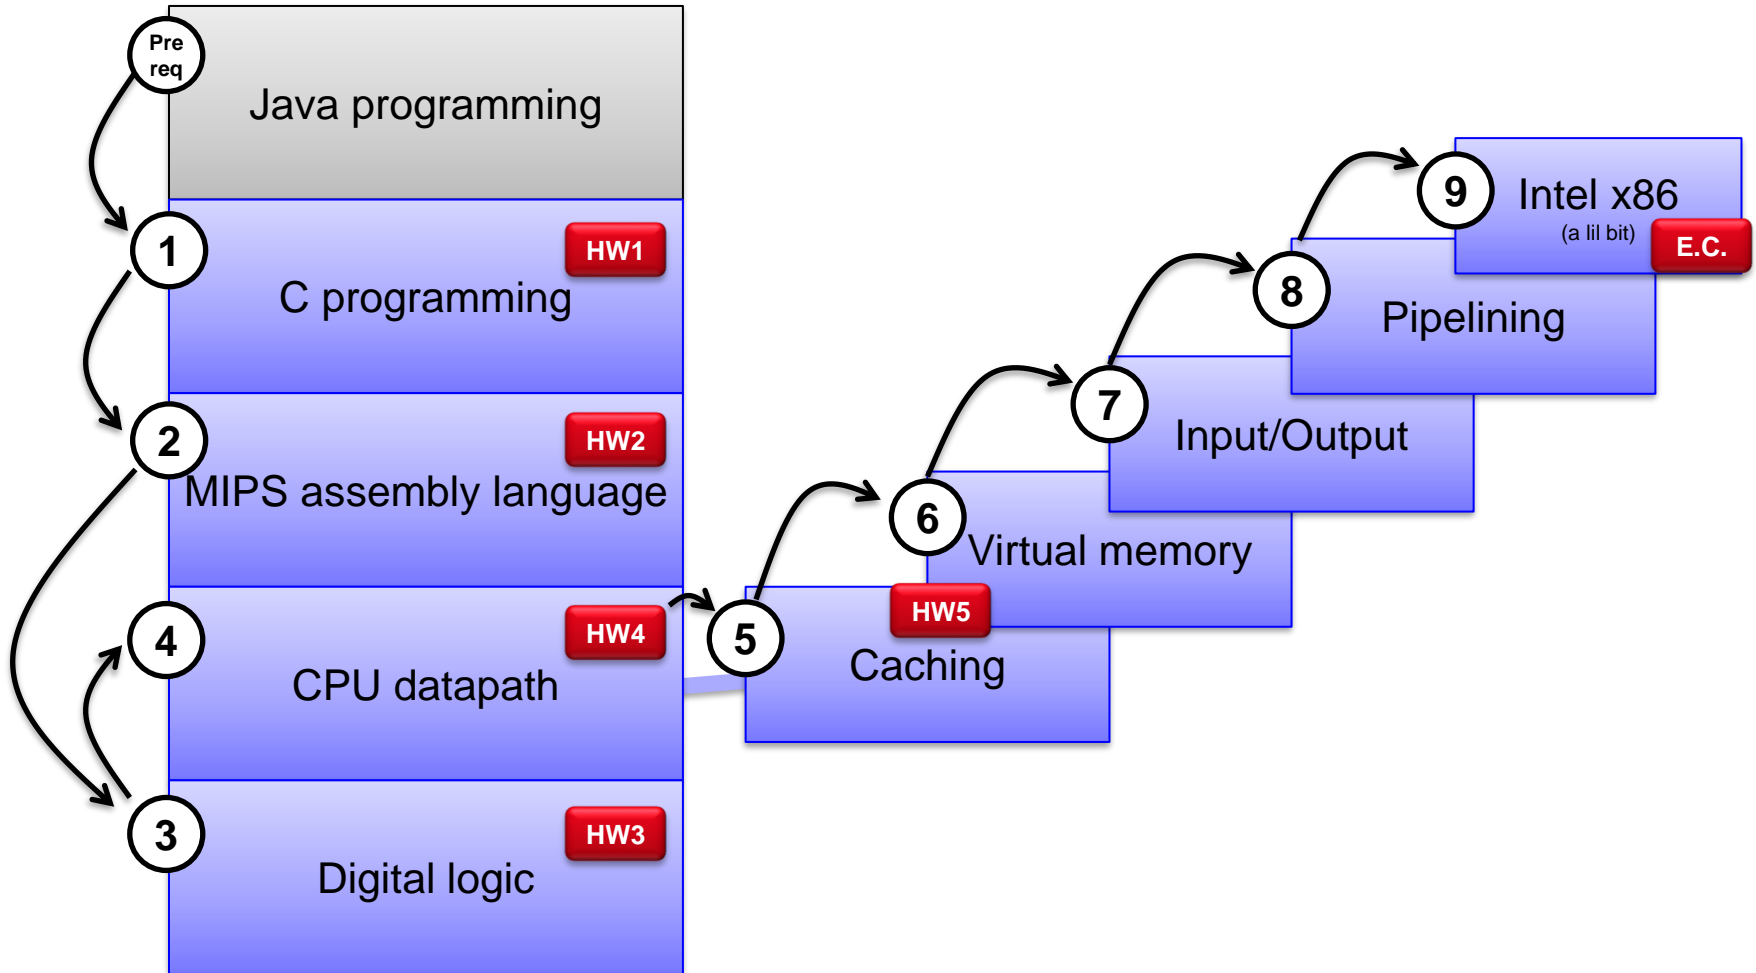 Pre
req
Java programming
1
HW1
C programming
2
HW2
MIPS assembly language
4
HW4
CPU datapath
3
HW3
Digital logic
5
HW5
Caching
6
Virtual memory
7
Input/Output
8
Pipelining
9
Intel x86
(a lil bit)
E.C.